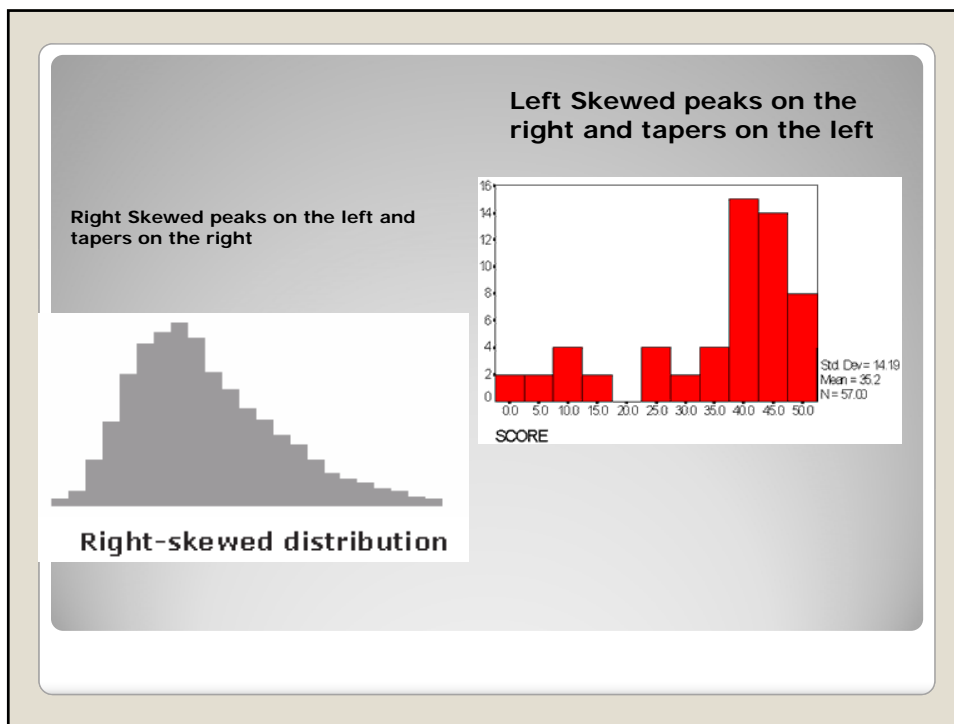 Left Skewed peaks on the
right and tapers on the left
Right Skewed peaks on the left and
tapers on the right
16
14
12
10
8
6
4
2
0
0.0 5.0 10.0 15.0 20.0 25.0 30.0 35.0 40.0 45.0 50.0
SCORE
Std. Dev = 14.19
Mean = 35.2
N = 57.00
Right-skewed distribution